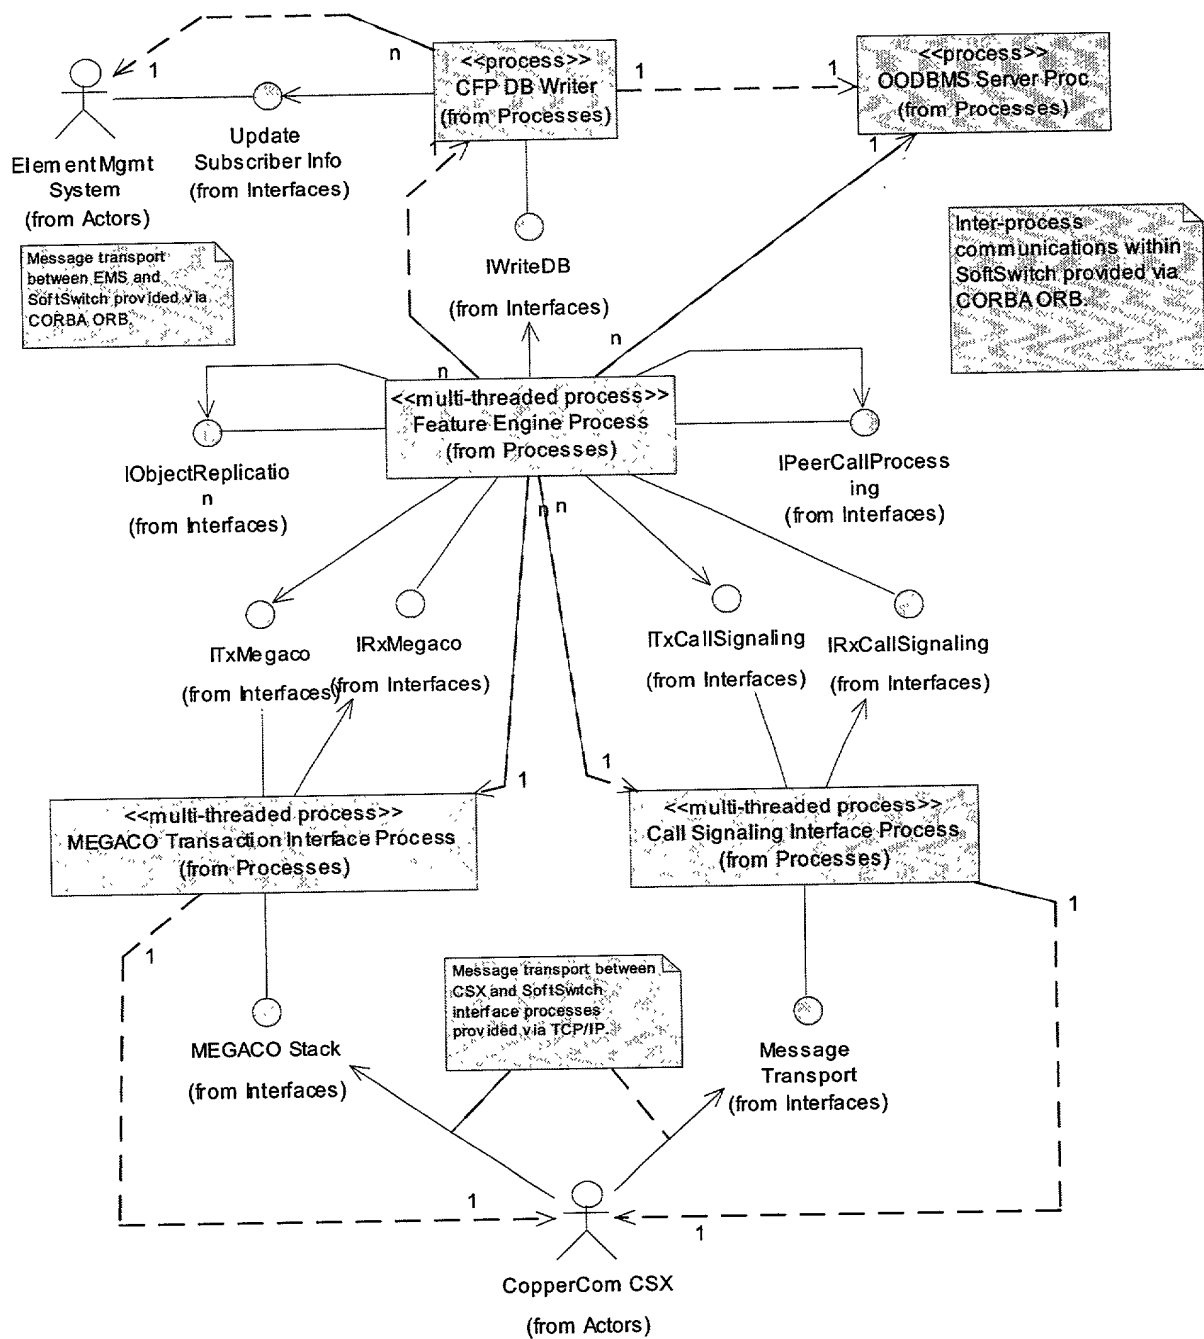 1
n
<<process>>
CFP DB Writer
(from Processes)
1
1
<<process>>
OODBMS Server Proc
(from Processes)
ElementMgmt
System
(from Actors)
Update
Subscriber Info
(from Interfaces)
1
1
Message transport
between EMS and
SoftSwitch provided via
CORBA ORB.
IWriteDB
(from Interfaces)
Inter-process
communications within
SoftSwitch provided via
CORBA ORB.
n
n
<<multi-threaded process>>
Feature Engine Process
(from Processes)
IObjectReplicatio
n
(from Interfaces)
IPeerCallProcess
ing
(from Interfaces)
n
n
ITxMegaco
(from Interfaces)
IRxMegaco
(from Interfaces)
ITxCallSignaling
(from Interfaces)
IRxCallSignaling
(from Interfaces)
1
1
<<multi-threaded process>>
MEGACO Transaction Interface Process
(from Processes)
<<multi-threaded process>>
Call Signaling Interface Process
(from Processes)
1
1
Message transport between
CSX and SoftSwitch
interface processes
provided via TCP/IP.
MEGACO Stack
(from Interfaces)
Message
Transport
(from Interfaces)
1
1
CopperCom CSX
(from Actors)